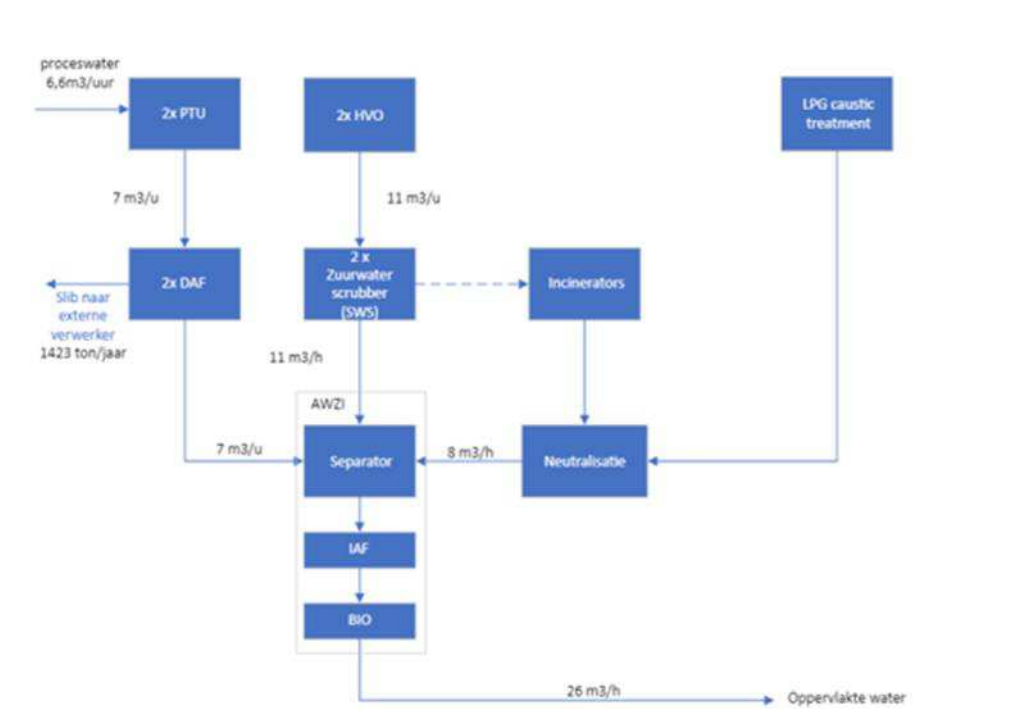 proceswater
6,6m3/uur
2x PTU
2x HVO
LPG caustic
treatment
7 m3/u
11 m3/u
2x DAF
2 x
Zuurwater
scrubber
(SWS)
Incinerators
Slib naar
externe
verwerker
1423 ton/jaar
11 m3/h
AWZI
7 m3/u
Separator
8 m3/h
Neutralisatie
IAF
BIO
26 m3/h
Oppervlakte water